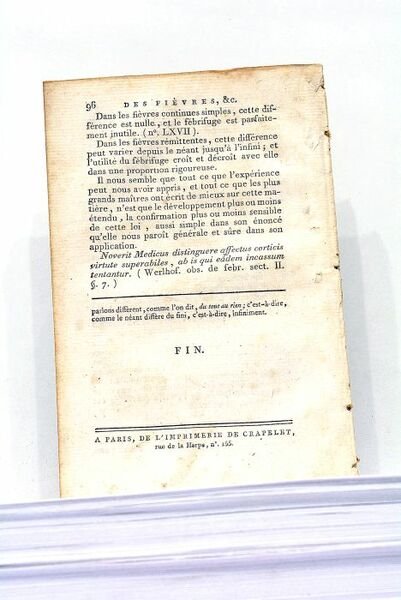 96 DES FIÈVRES, &c.
Dans les fièvres continues simples, cette dif-
férence est nulle, et le fébrifuge est parfaite-
ment inutile. (n°. LXVII).
Dans les fièvres rémittentes, cette différence
peut varier depuis le néant jusqu'à l'infini; et
l'utilité du fébrifuge croît et décroît avec elle
dans une proportion rigoureuse.
Il nous semble que tout ce que l'expérience
peut nous avoir appris, et tout ce que les plus
grands maîtres ont écrit de mieux sur cette ma-
tière, n'est que le développement plus ou moins
étendu, la confirmation plus ou moins sensible
de cette loi, aussi simple dans son énoncé
qu'elle nous paroît générale et sûre dans son
application.
Noverit Medicus distinguere affectus corticis
virtute superabiles, ab is qui eâdem incassum
tentantur. (Werlhof. obs. de febr. sect. II.
§. 7.)
parlons diffèrent, comme l'on dit, du tout au rien; c'est-à-dire,
comme le néant diffère du fini, c'est-à-dire, infiniment.
FIN.
A PARIS, DE L'IMPRIMERIE DE CRAPELET,
rue de la Harpe, n°. 155.